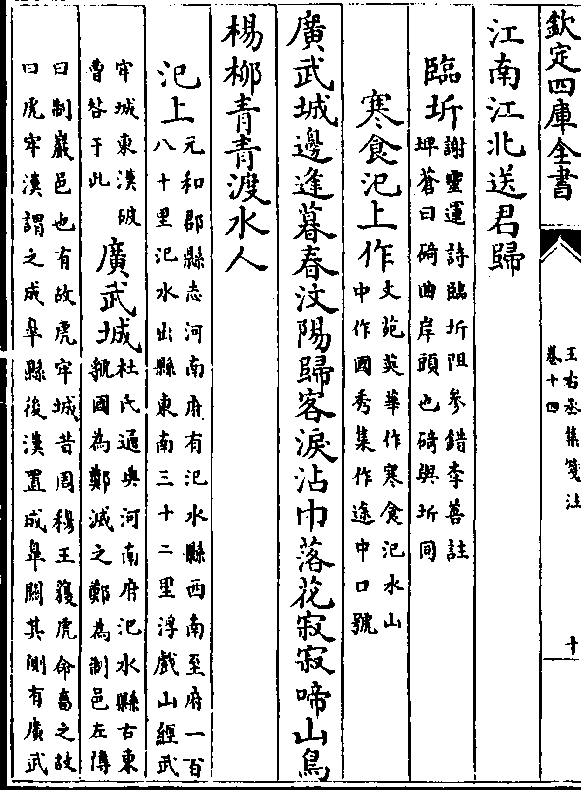 欽定四庫全書
王右丞集箋注
卷十四
十
江南江北送君歸
臨圻
謝靈運詩臨圻阻參錯李善註
埤蒼曰碕曲岸頭也碕與圻同
寒食汜上作
文苑英華作寒食汜水山
中作國秀集作途中口號
廣武城邊逢暮春汶陽歸客淚沾巾落花寂寂啼山鳥
楊柳青青渡水人
汜上
元和郡縣志河南府有汜水縣西南至府一百
八十里汜水出縣東南三十二里浮戲山經武
牢城東漢破
曹咎于此
廣武城
杜氏通典河南府汜水縣古東
虢國為鄭滅之鄭為制邑左傳
曰制巖邑也有故虎牢城昔周穆王獲虎命畜之故
曰虎牢漢謂之成皋縣後漢置成皋關其側有廣武